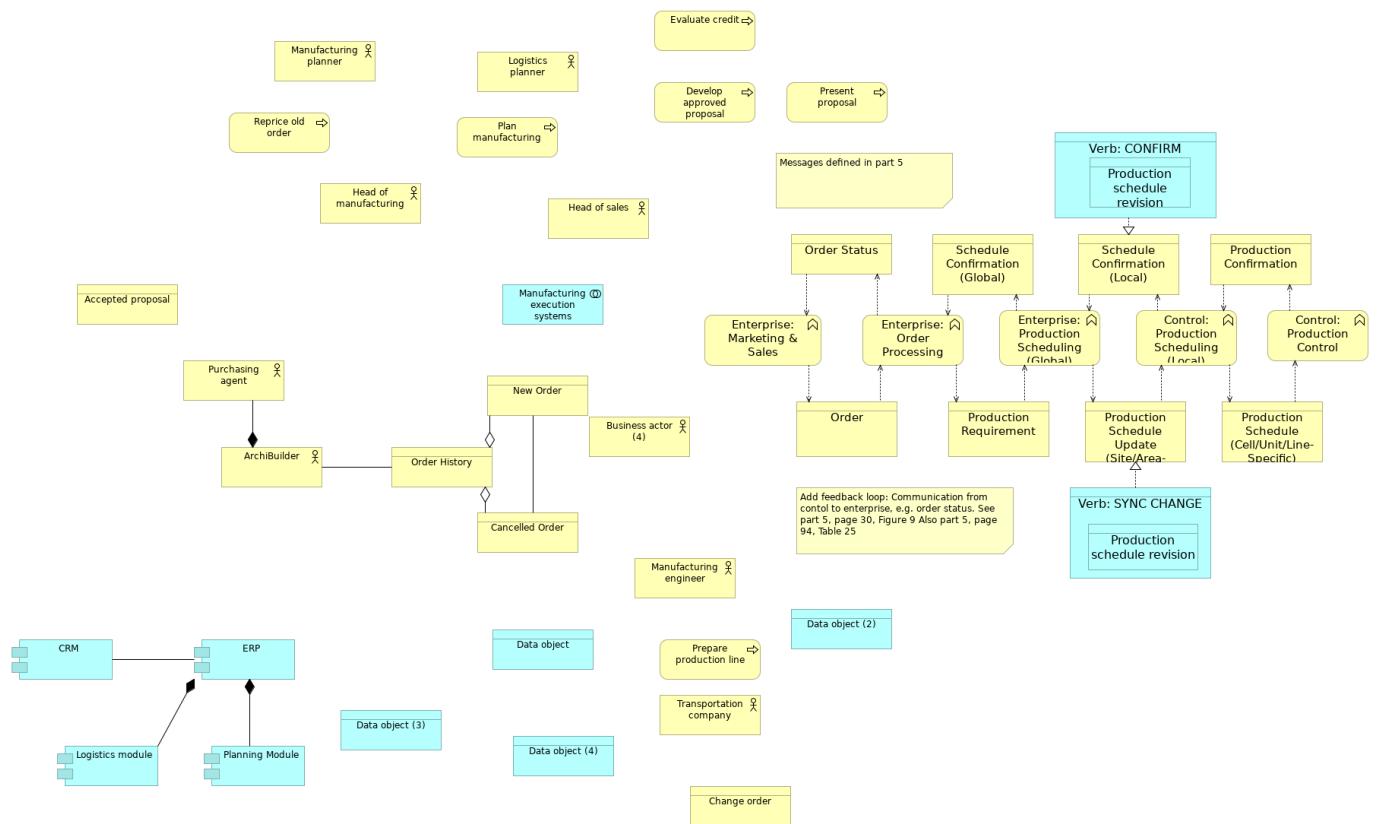 Evaluate credit
Manufacturing
planner
Logistics
planner
Develop
approved
proposal
Present
proposal
Reprice old
order
Plan
manufacturing
Messages defined in part 5
Verb: CONFIRM
Production
schedule
revision
Head of
manufacturing
Head of sales
Order Status
Schedule
Confirmation
(Global)
Schedule
Confirmation
(Local)
Production
Confirmation
Accepted proposal
Manufacturing
execution
systems
Enterprise:
Marketing &
Sales
Enterprise:
Order
Processing
Enterprise:
Production
Scheduling
(Global)
Control:
Production
Scheduling
(Local)
Control:
Production
Control
Purchasing
agent
New Order
Business actor
(4)
Order
Production
Requirement
Production
Schedule
Update
(Site/Area-
Production
Schedule
(Cell/Unit/Line-
Specific)
ArchiBuilder
Order History
Cancelled Order
Add feedback loop: Communication from
contol to enterprise, e.g. order status. See
part 5, page 30, Figure 9 Also part 5, page
94, Table 25
Verb: SYNC CHANGE
Production
schedule revision
Manufacturing
engineer
Data object (2)
CRM
ERP
Data object
Prepare
production line
Transportation
company
Data object (3)
Data object (4)
Logistics module
Planning Module
Change order